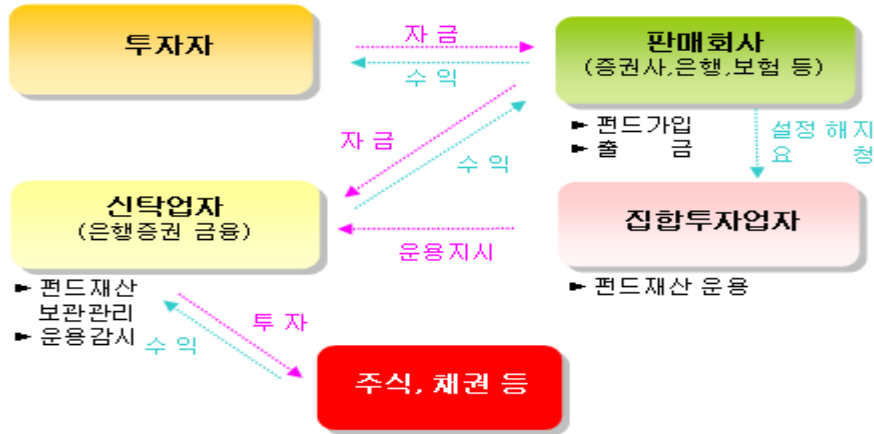 투자자
자 금
수 익
판매회사
(증권사,은행,보험 등)
► 펀드가입
► 출 금
설정 해지
요 청
자 금
수 익
신탁업자
(은행증권 금융)
운용지시
집합투자업자
► 펀드재산
보관관리
► 운용감시
► 펀드재산 운용
투 자
수 익
주식, 채권 등